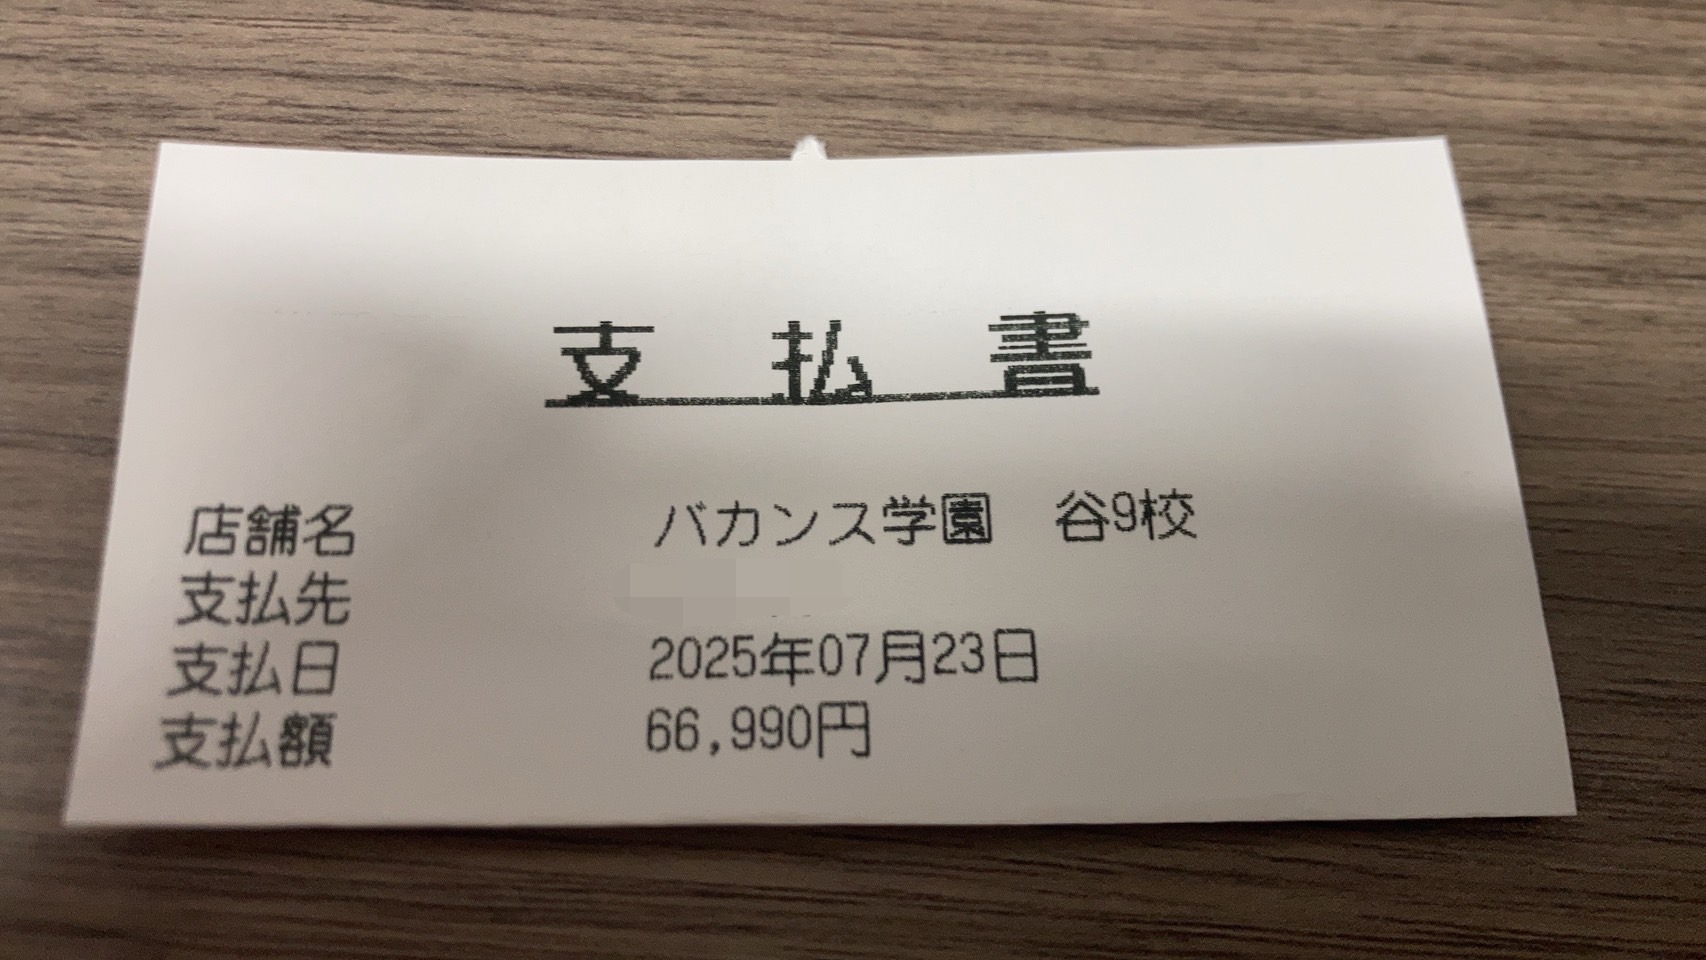 支 払 書
店舗名 バカンス学園 谷9校
支払先
支払日 2025年07月23日
支払額 66,990円